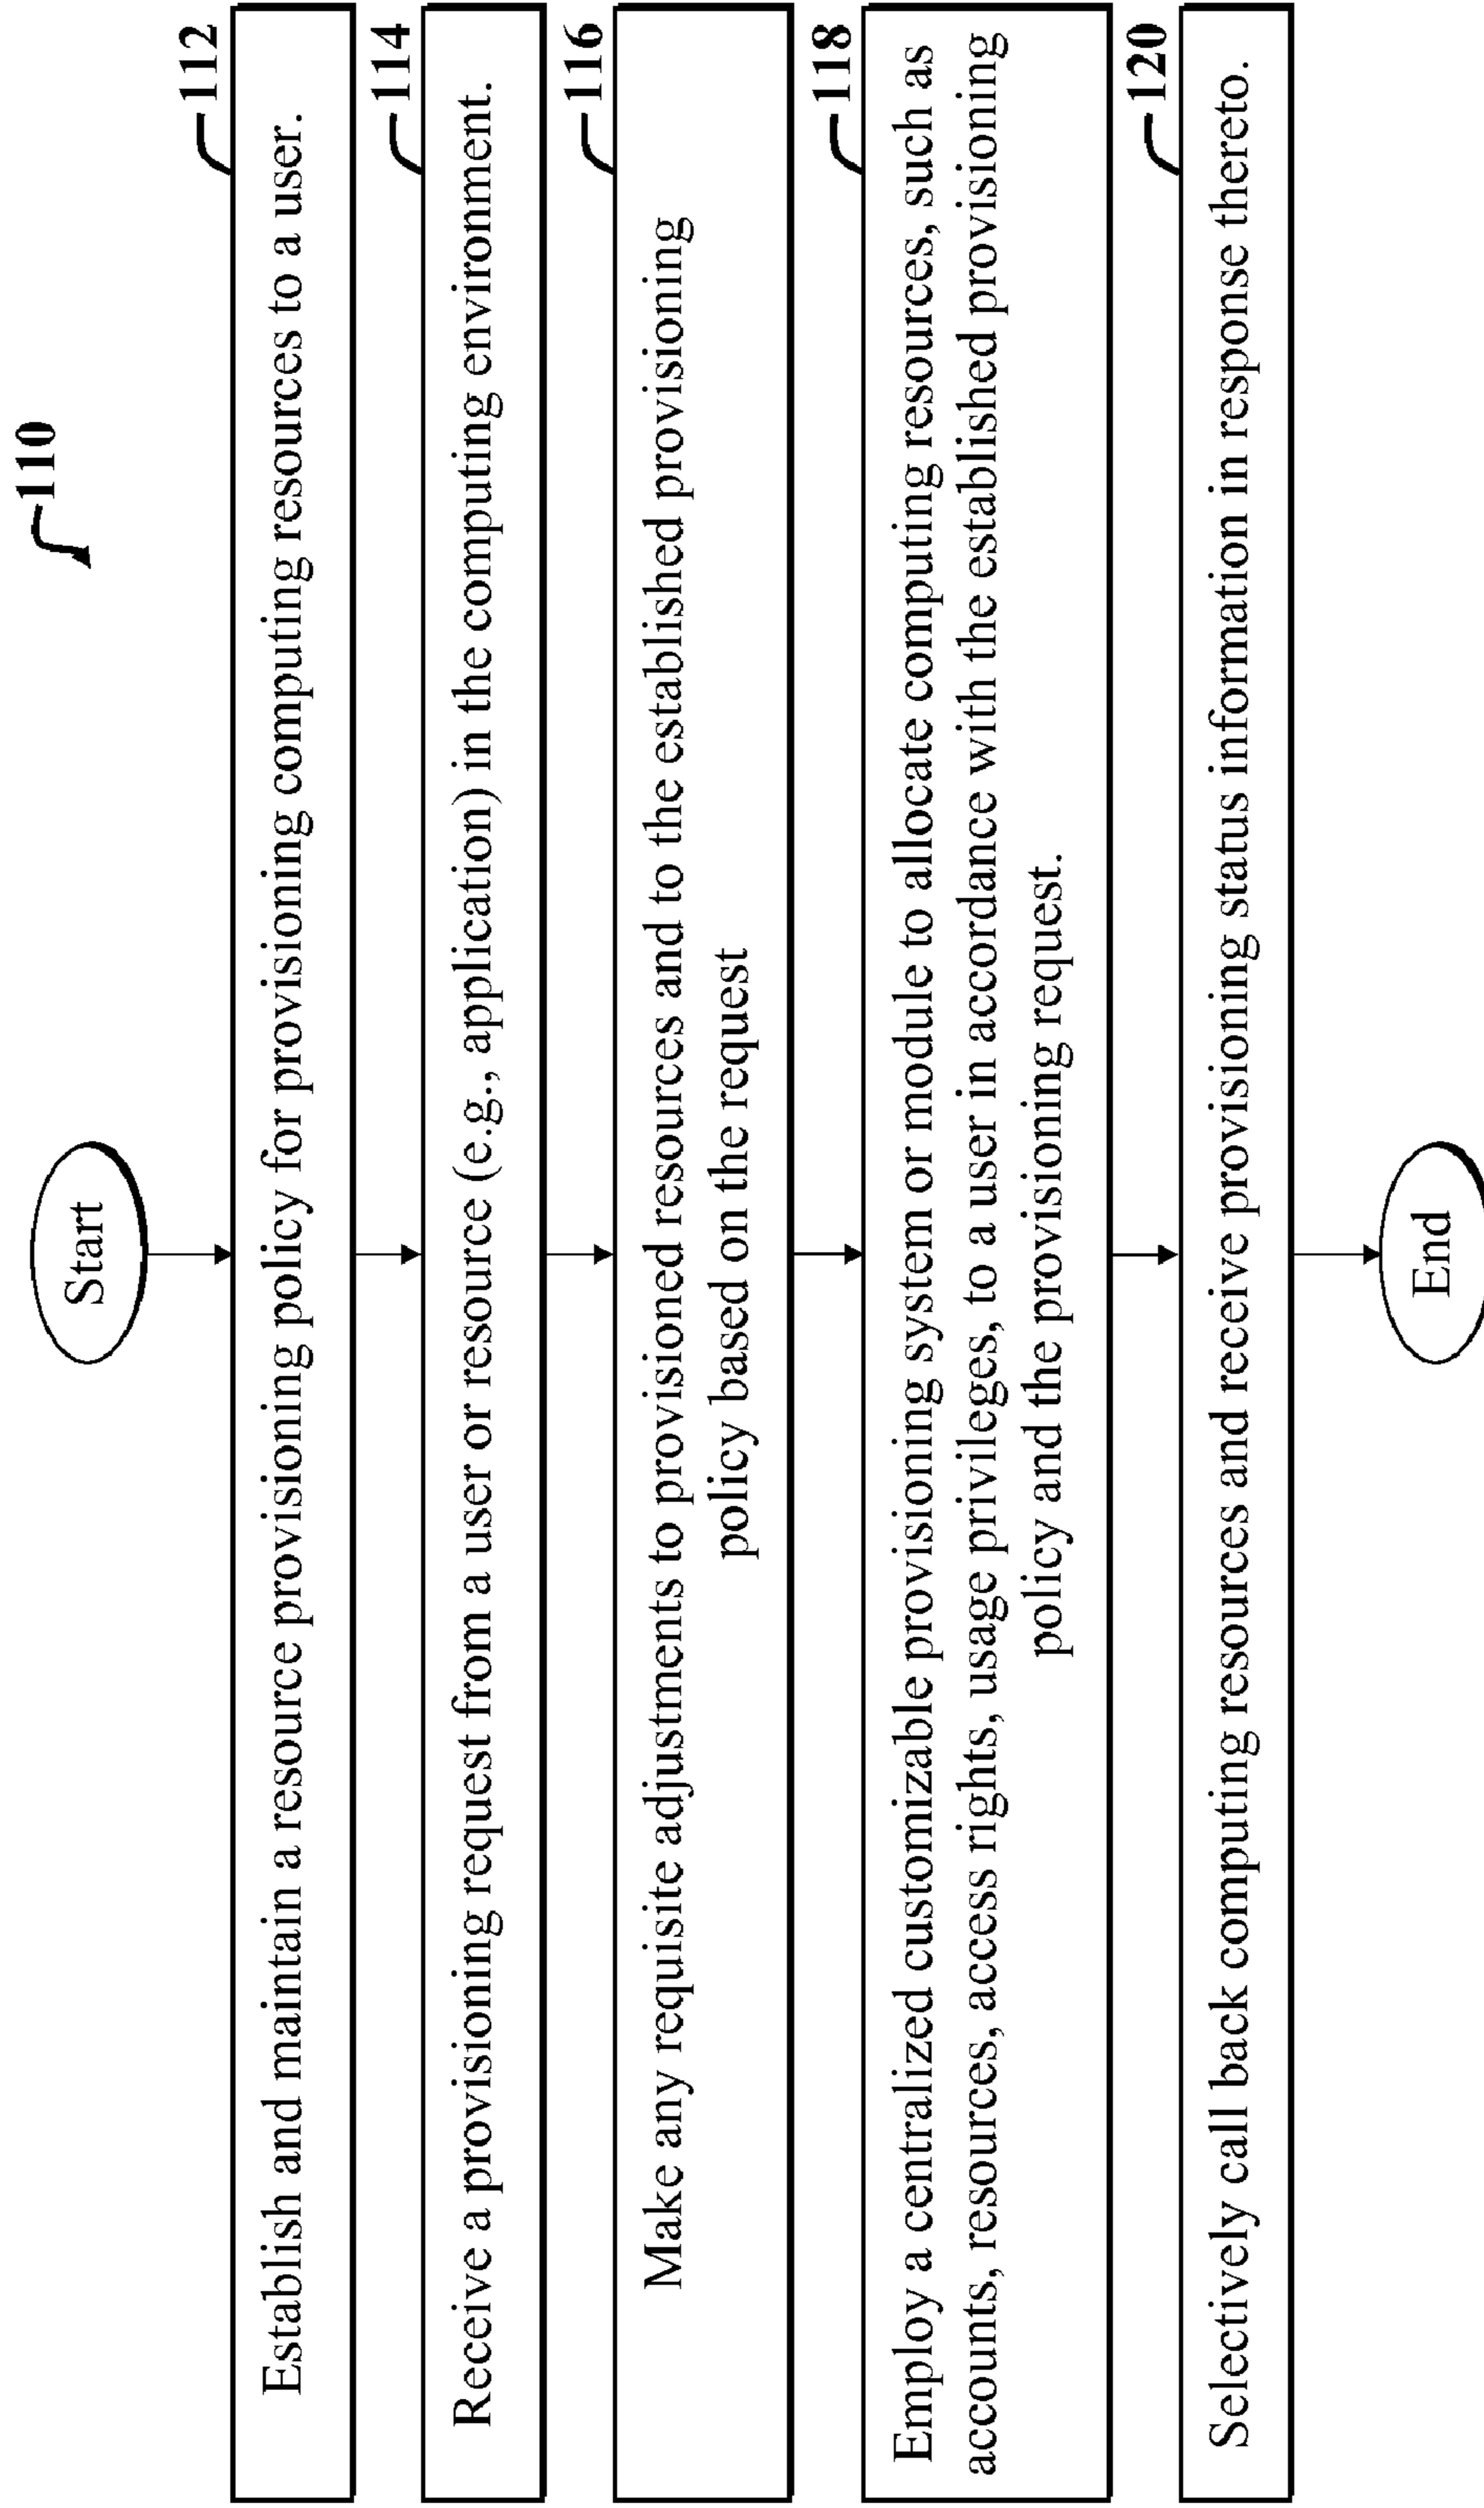 110
Start
112
Establish and maintain a resource provisioning policy for provisioning computing resources to a user.
114
Receive a provisioning request from a user or resource (e.g., application) in the computing environment.
116
Make any requisite adjustments to provisioned resources and to the established provisioning
policy based on the request
118
Employ a centralized customizable provisioning system or module to allocate computing resources, such as
accounts, resources, access rights, usage privileges, to a user in accordance with the established provisioning
policy and the provisioning request.
120
Selectively call back computing resources and receive provisioning status information in response thereto.
End